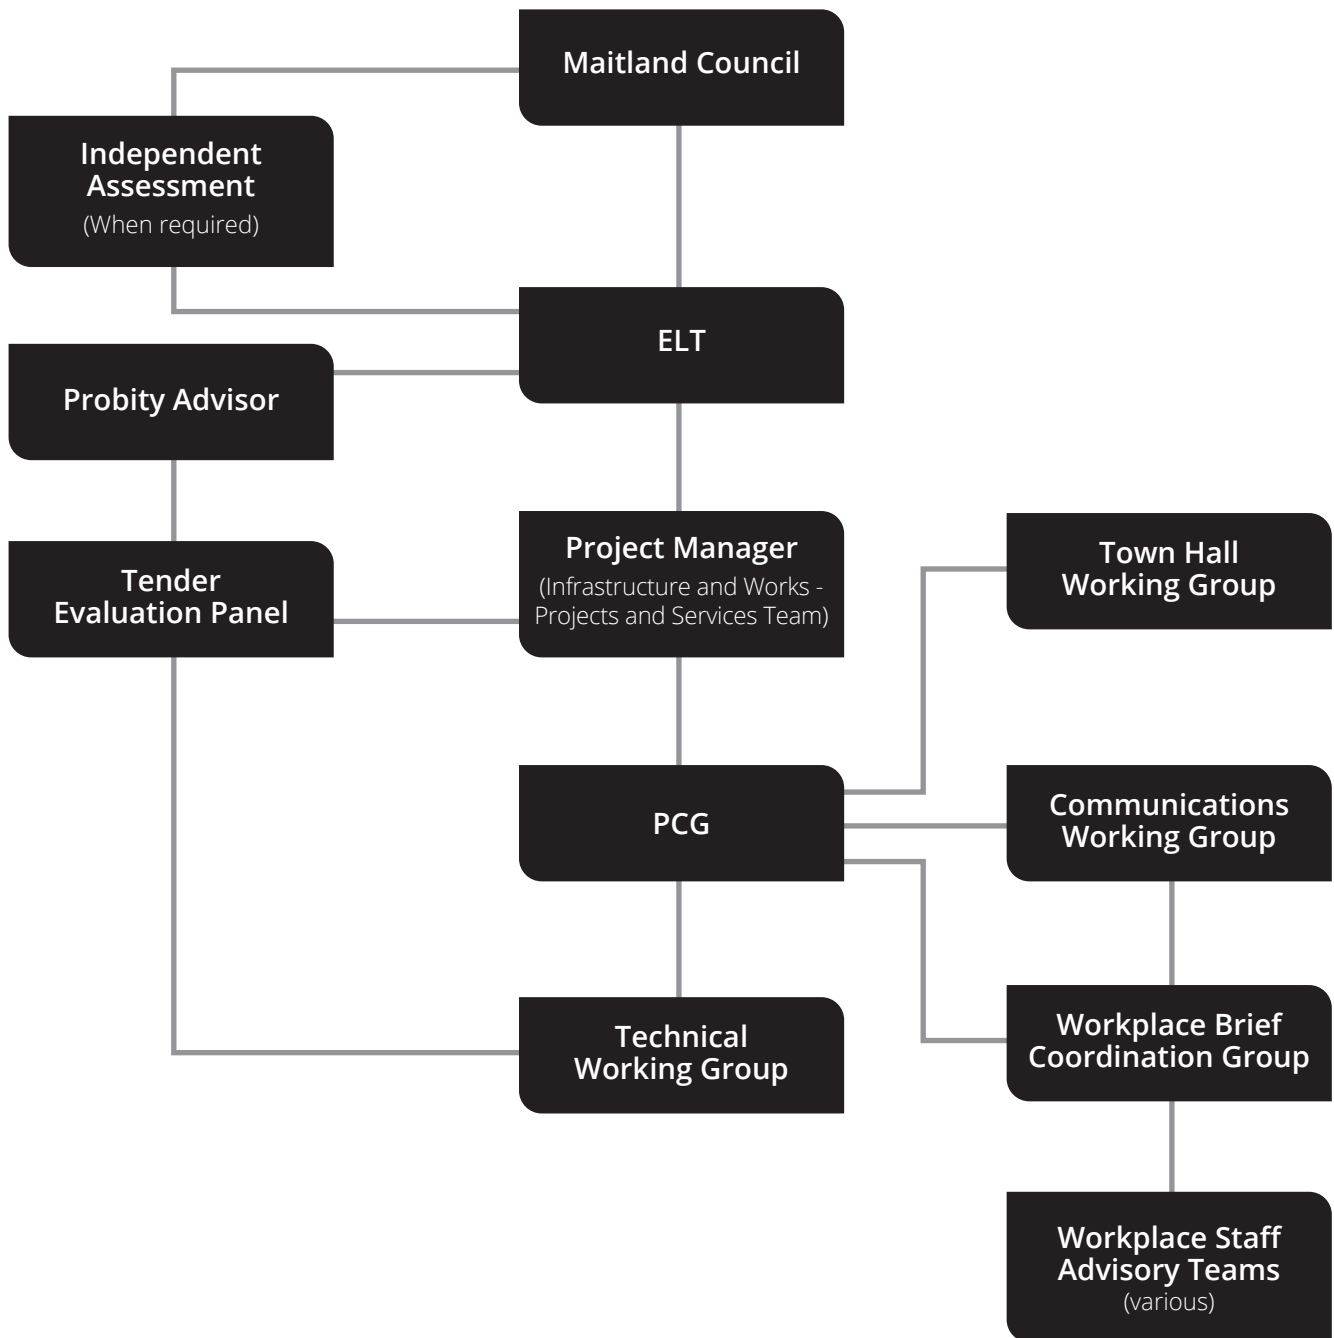 Maitland Council
Independent
Assessment
(When required)
ELT
Probity Advisor
Project Manager
(Infrastructure and Works -
Projects and Services Team)
Tender
Evaluation Panel
Town Hall
Working Group
PCG
Communications
Working Group
Technical
Working Group
Workplace Brief
Coordination Group
Workplace Staff
Advisory Teams
(various)